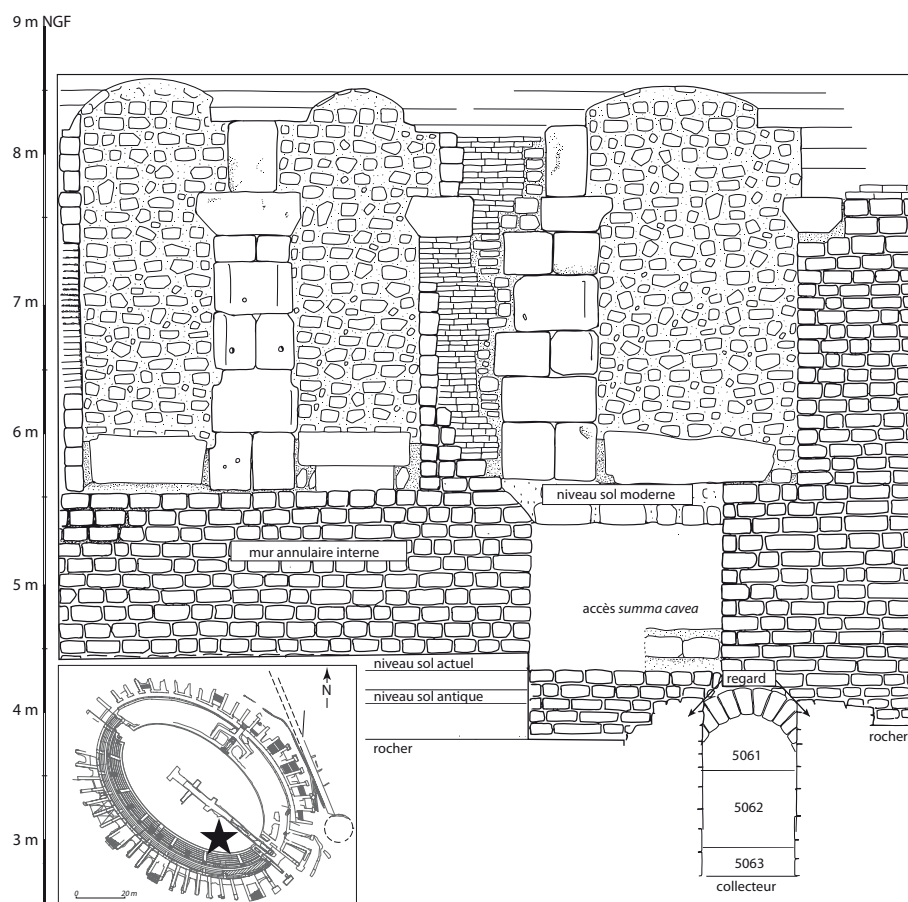 9 m NGF
8 m
7 m
6 m
niveau sol moderne
mur annulaire interne
5 m
accès summa cavea
niveau sol actuel
regard
N
niveau sol antique
4 m
rocher
rocher
5061
5062
3 m
5063
collecteur
0 20 m